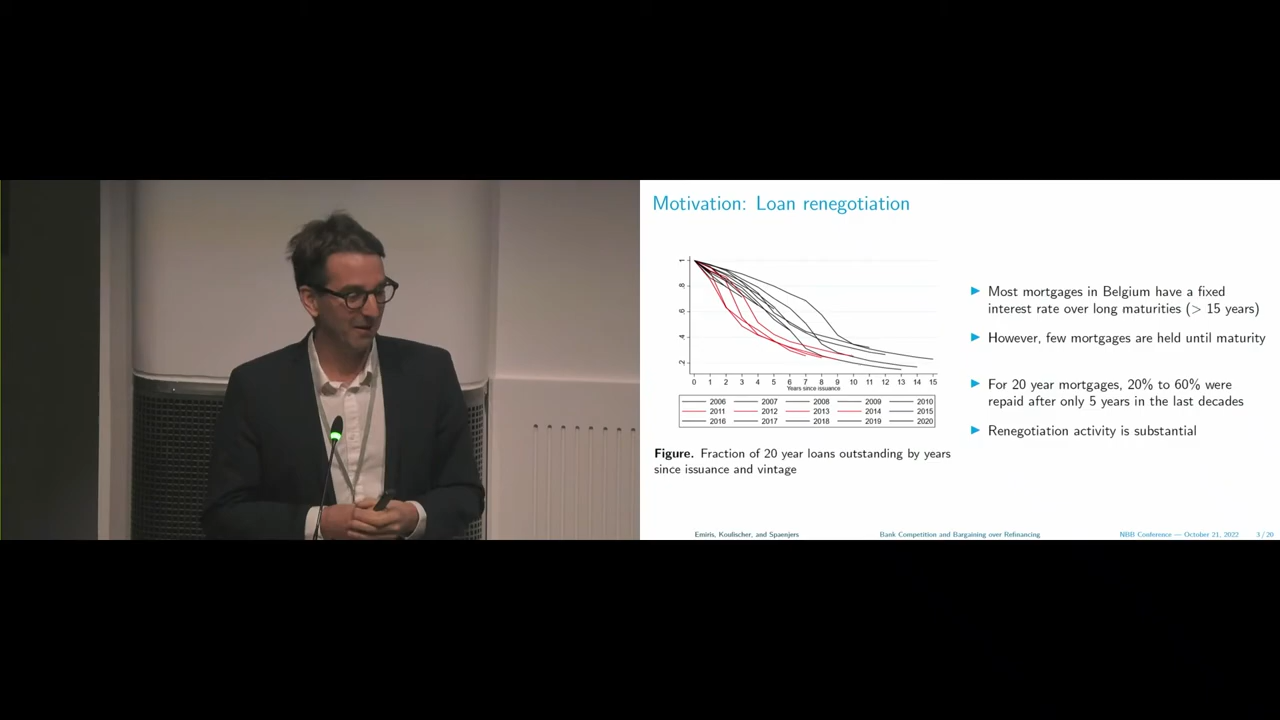 Motivation: Loan renegotiation
1
.8
.6
.4
.2
0 1 2 3 4 5 6 7 8 9 10 11 12 13 14 15
Years since issuance
2006 2007 2008 2009 2010
2011 2012 2013 2014 2015
2016 2017 2018 2019 2020
Figure. Fraction of 20 year loans outstanding by years
since issuance and vintage
▶ Most mortgages in Belgium have a fixed
interest rate over long maturities (> 15 years)
▶ However, few mortgages are held until maturity
▶ For 20 year mortgages, 20% to 60% were
repaid after only 5 years in the last decades
▶ Renegotiation activity is substantial
Emiris, Koulischer, and Spaenjers Bank Competition and Bargaining over Refinancing NBB Conference — October 21, 2022 3 / 20